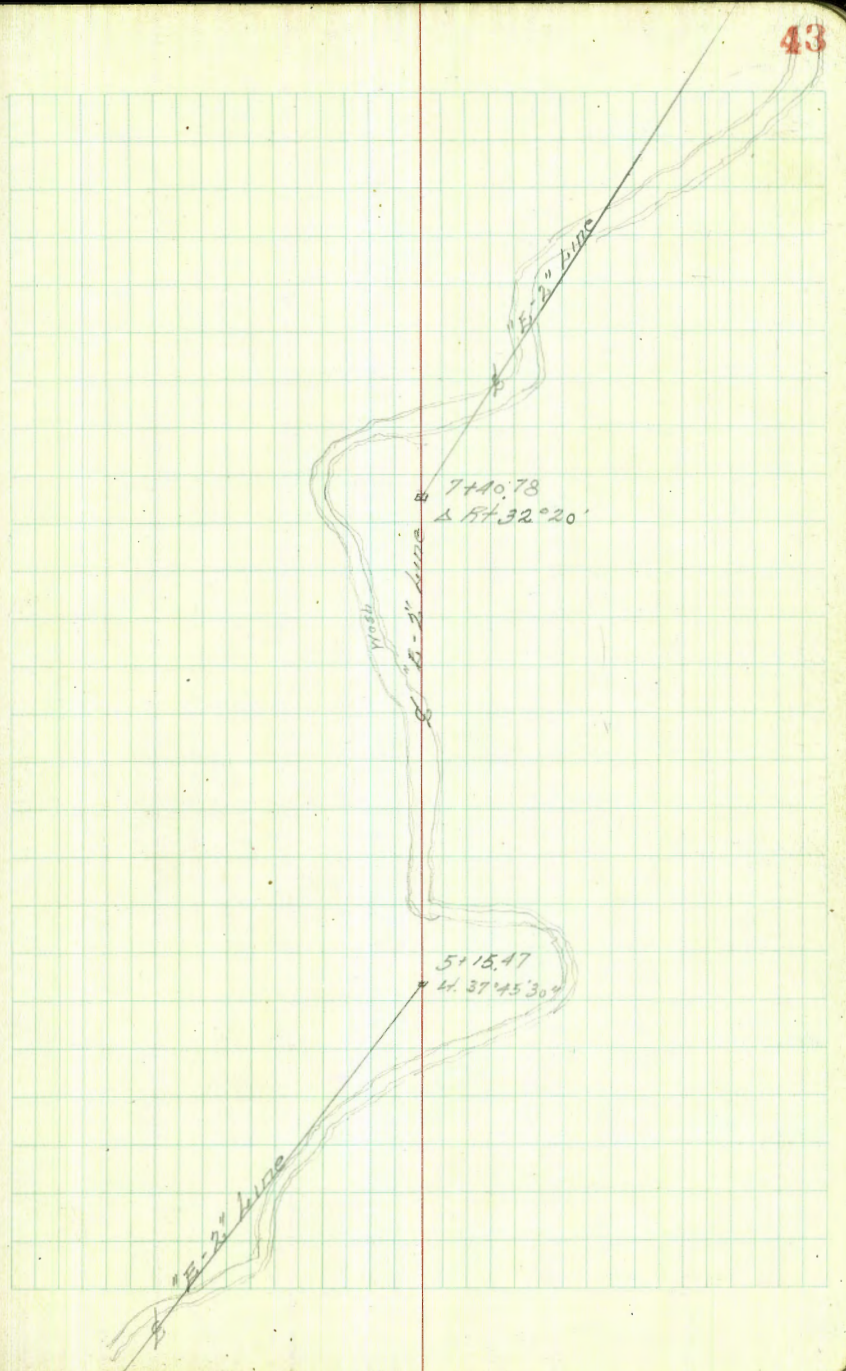 43
"E-2" Line
7+40.78
Δ Rt 32°20'
"E-2" Line
Wash
5+15.47
Lt. 37°45'30"
"E-2" Line